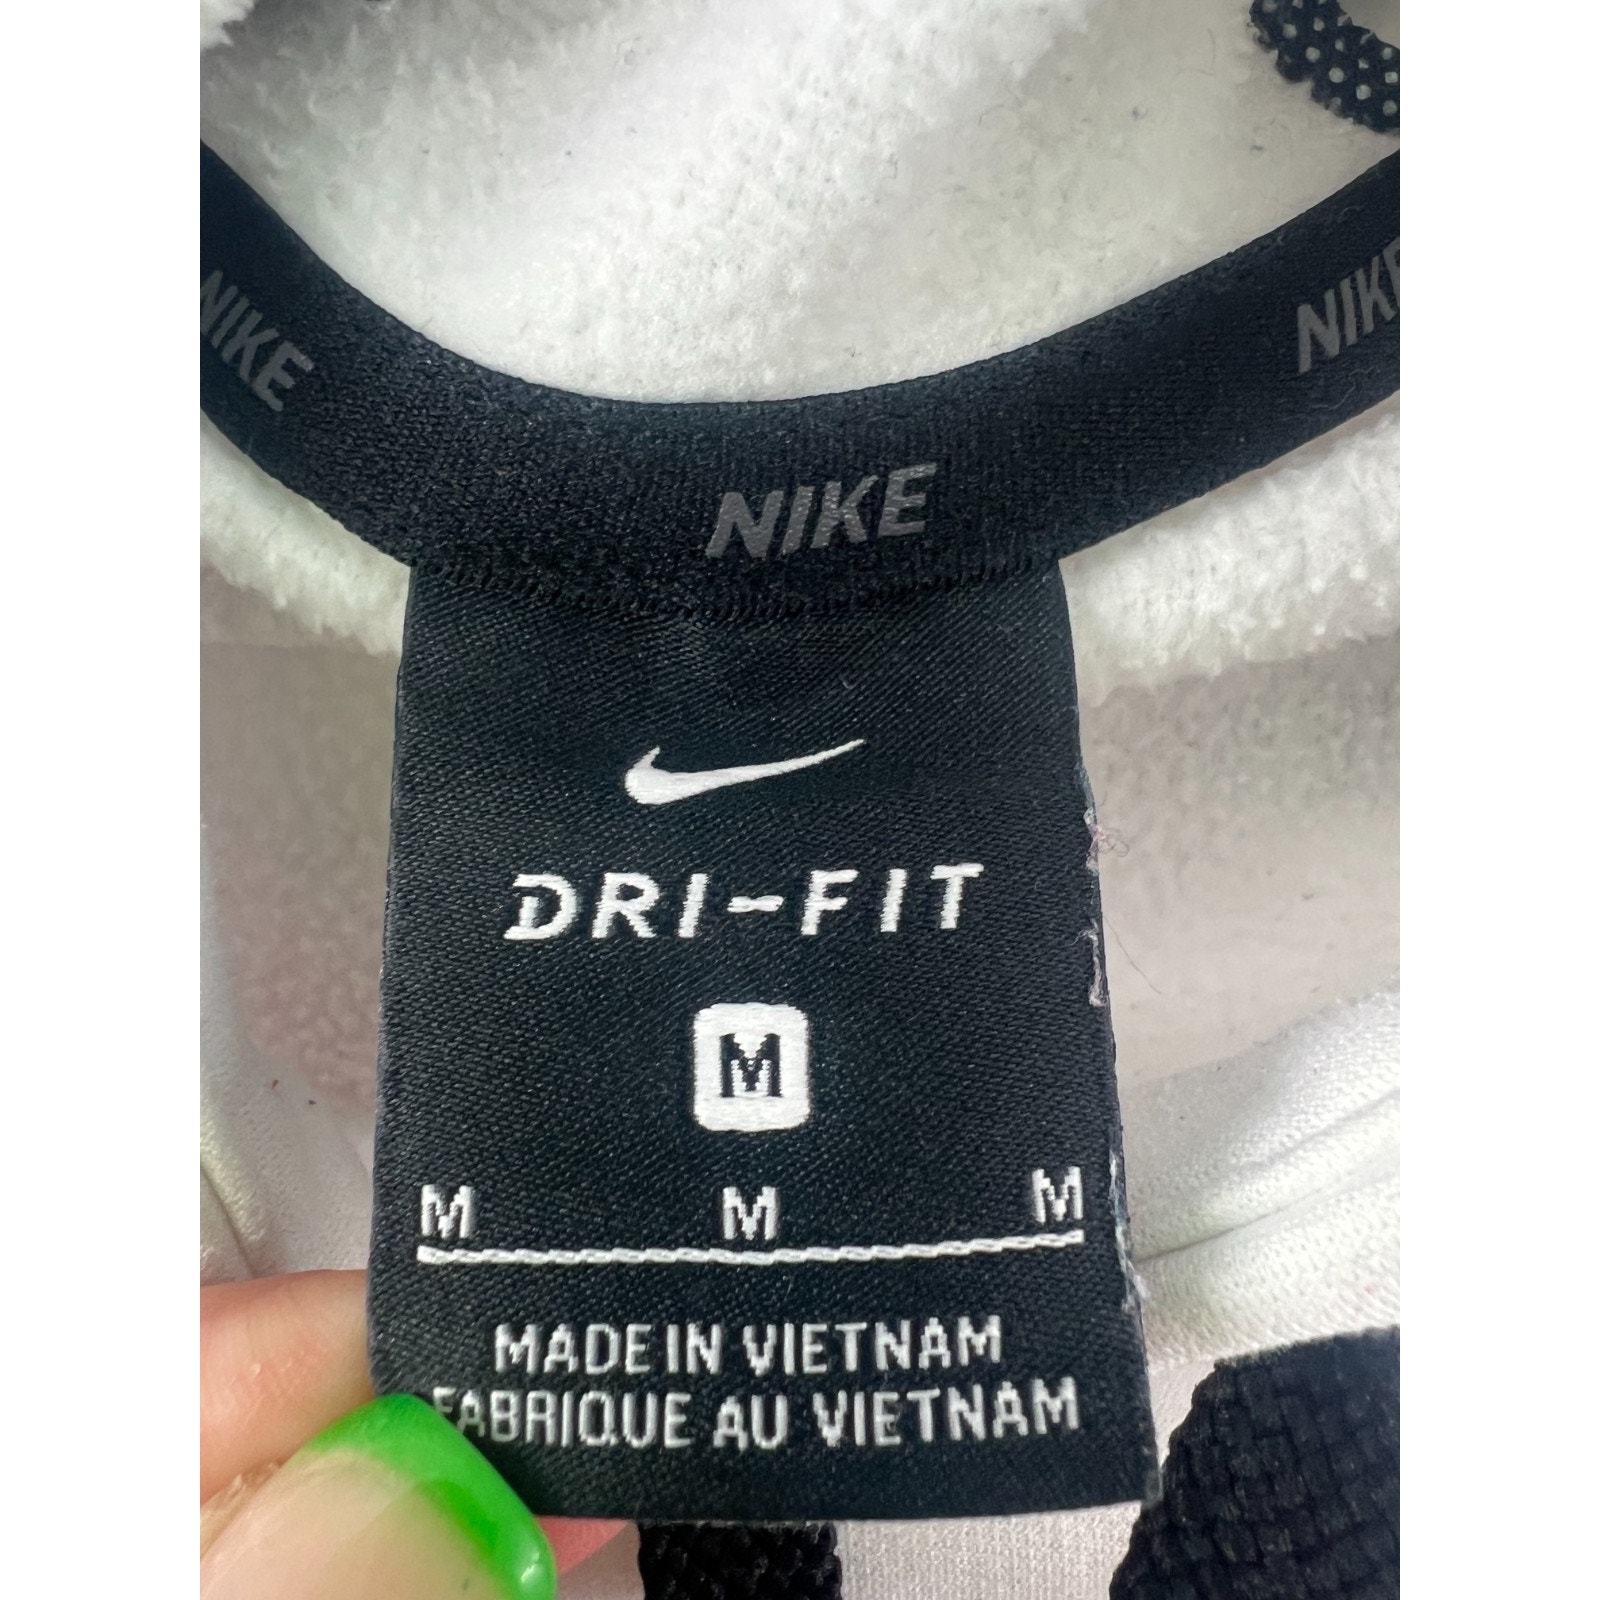 NIKE
NIKE
NIKE
DRI-FIT
M
M M M
MADE IN VIETNAM
FABRIQUE AU VIETNAM